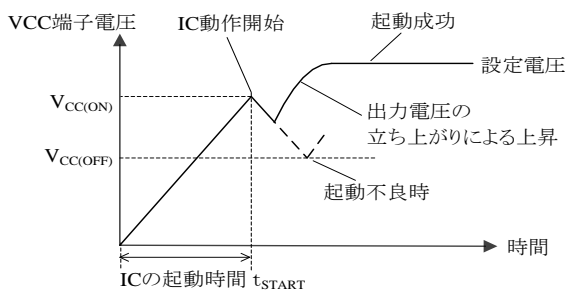 VCC端子電圧
IC動作開始
起動成功
設定電圧
VCC(ON)
出力電圧の
立ち上がりによる上昇
VCC(OFF)
起動不良時
時間
ICの起動時間 tSTART